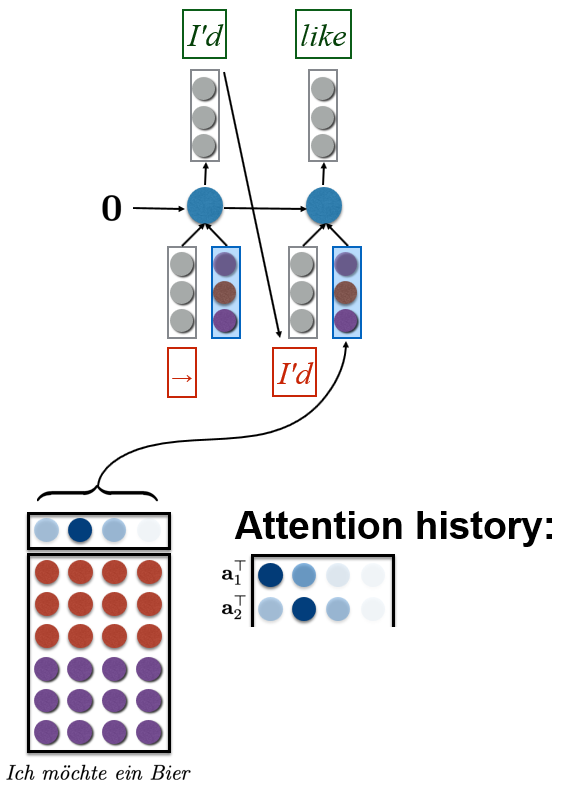 I'd like
0
→ I'd
Attention history:
a₁⊤
a₂⊤
Ich möchte ein Bier